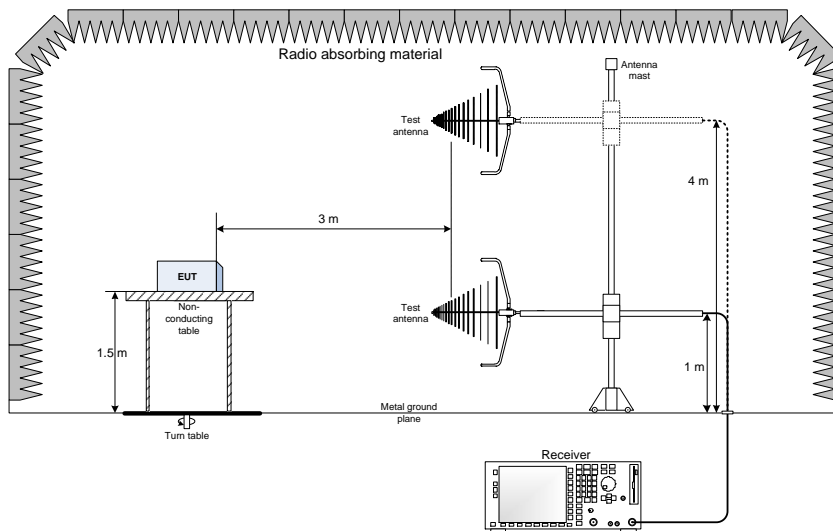 Radio absorbing material
Antenna
mast
Test
antenna
4 m
3 m
EUT
Non-
conducting
table
Test
antenna
1.5 m
1 m
Metal ground
plane
Turn table
Receiver